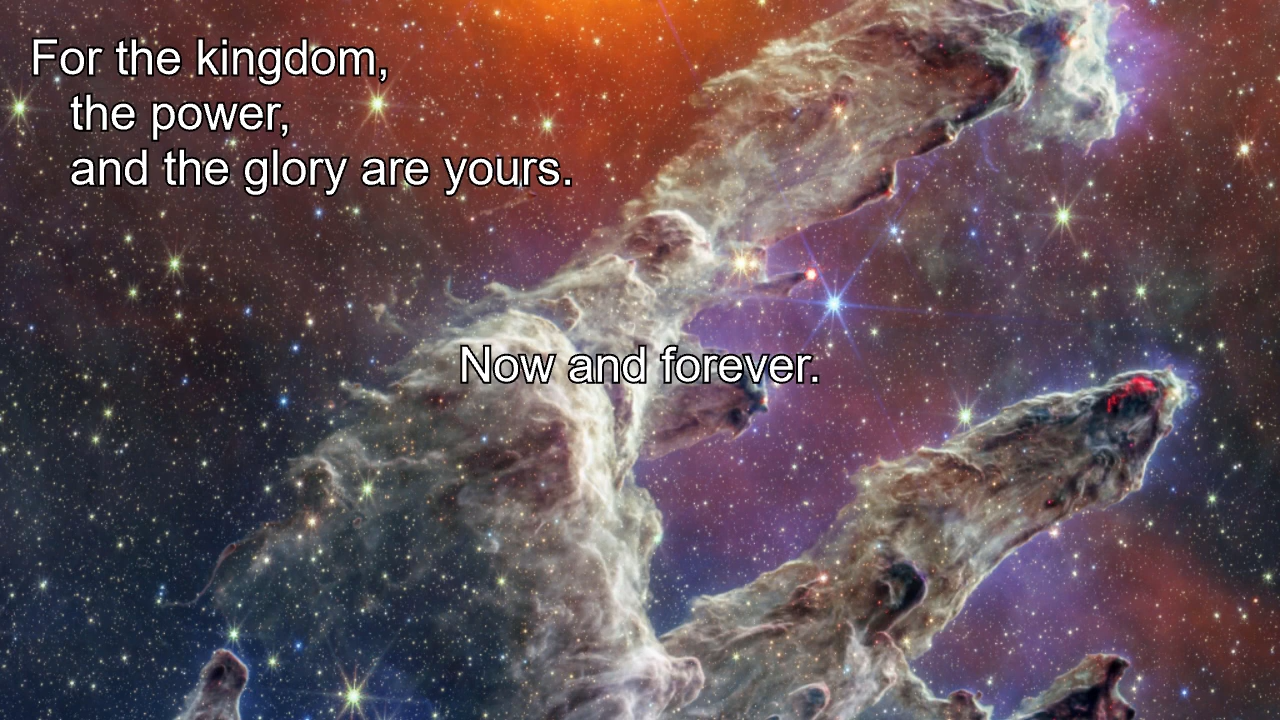 For the kingdom,
the power,
and the glory are yours.
Now and forever.